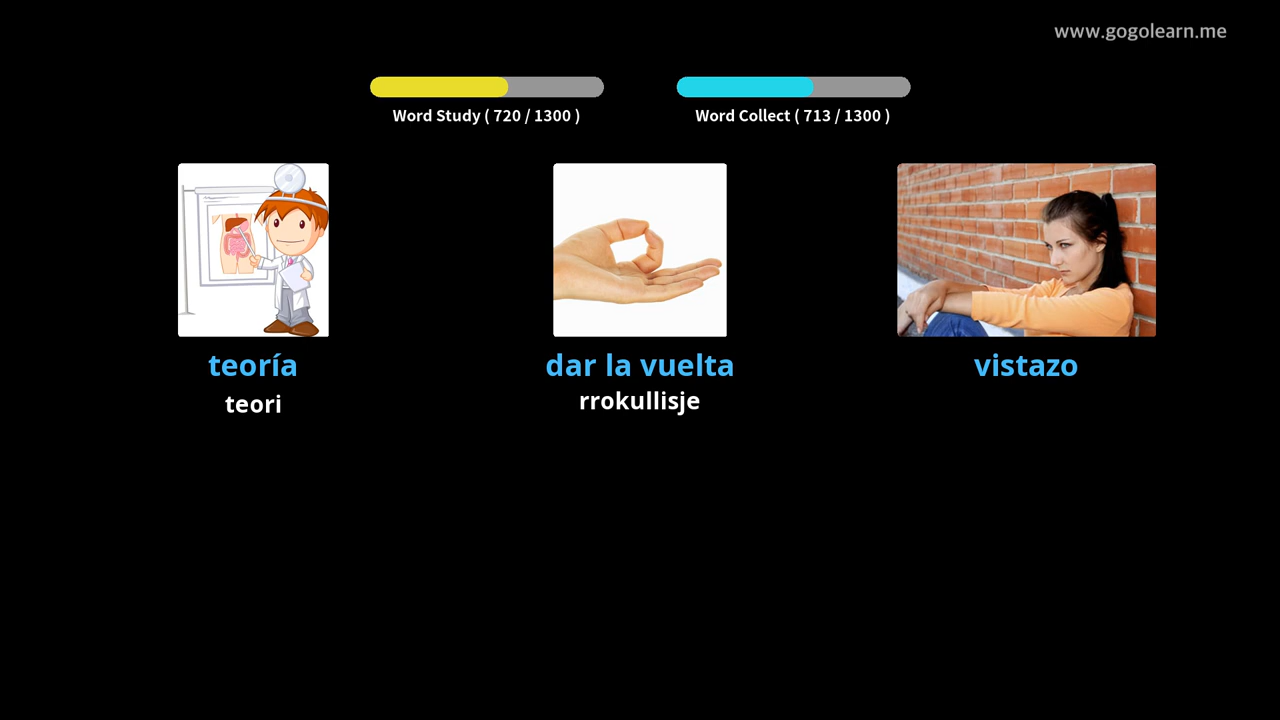 www.gogolearn.me
Word Study ( 720 / 1300 )
Word Collect ( 713 / 1300 )
teoría
dar la vuelta
vistazo
teori
rrokullisje